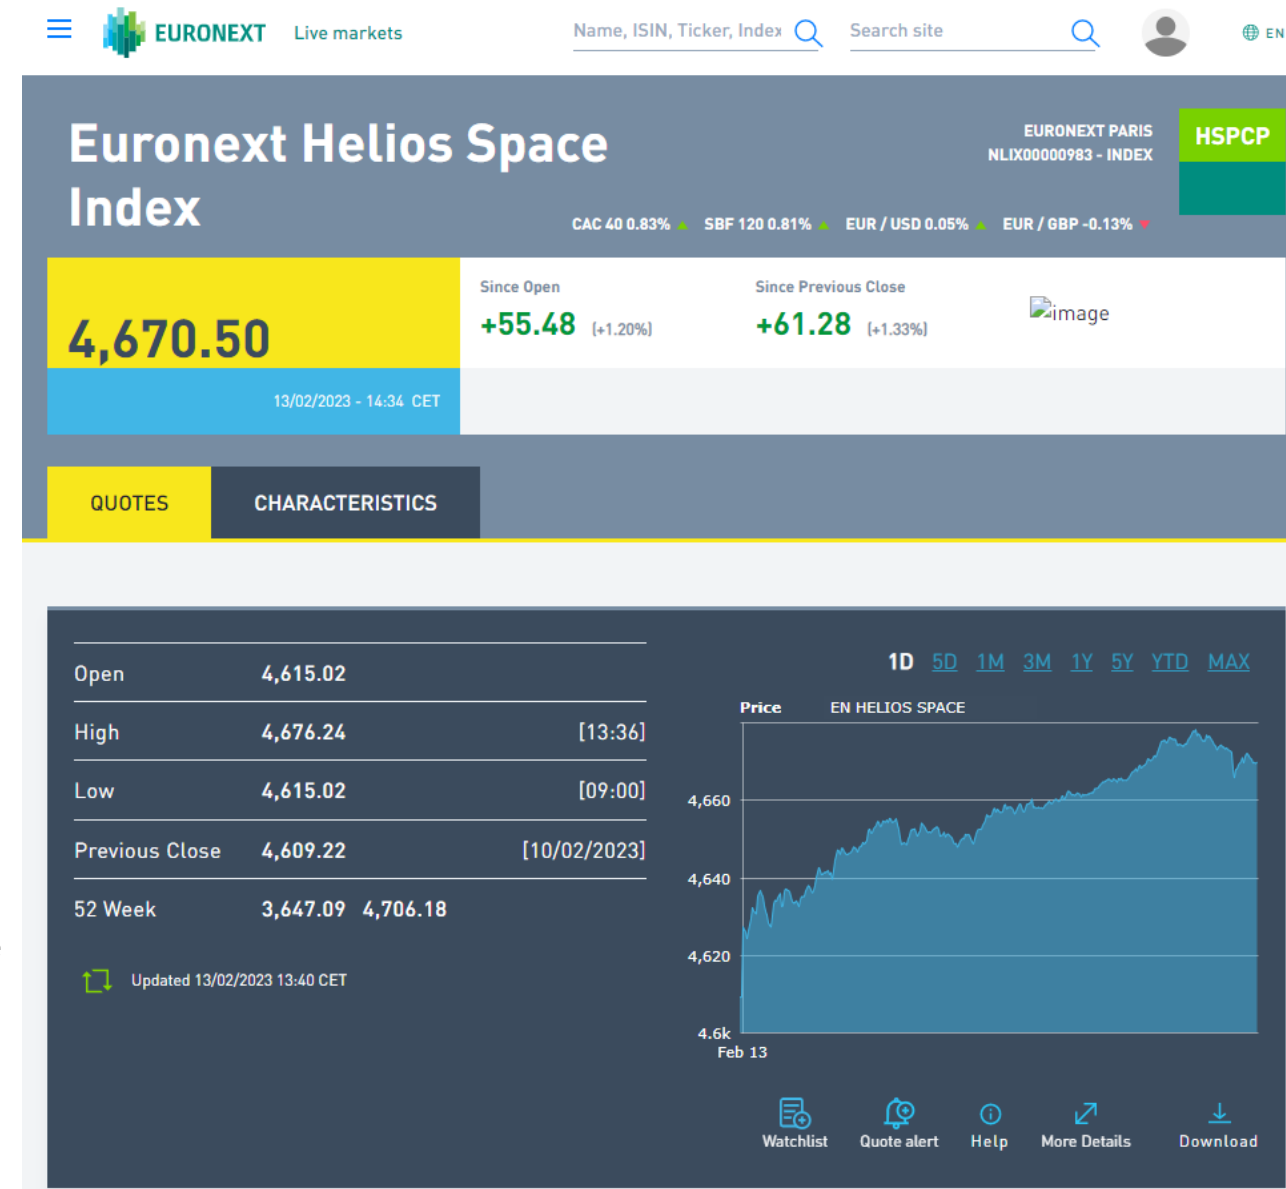 EURONEXT Live markets Name, ISIN, Ticker, Index Search site EN
Euronext Helios Space
Index
EURONEXT PARIS
NLIX00000983 - INDEX
HSPCP
CAC 40 0.83% SBF 120 0.81% EUR / USD 0.05% EUR / GBP -0.13%
4,670.50
13/02/2023 - 14:34 CET
Since Open
+55.48 (+1.20%)
Since Previous Close
+61.28 (+1.33%)
image
QUOTES CHARACTERISTICS
Open 4,615.02
High 4,676.24 [13:36]
Low 4,615.02 [09:00]
Previous Close 4,609.22 [10/02/2023]
52 Week 3,647.09 4,706.18
Updated 13/02/2023 13:40 CET
1D 5D 1M 3M 1Y 5Y YTD MAX
Price EN HELIOS SPACE
4,660
4,640
4,620
4.6k
Feb 13
Watchlist Quote alert Help More Details Download